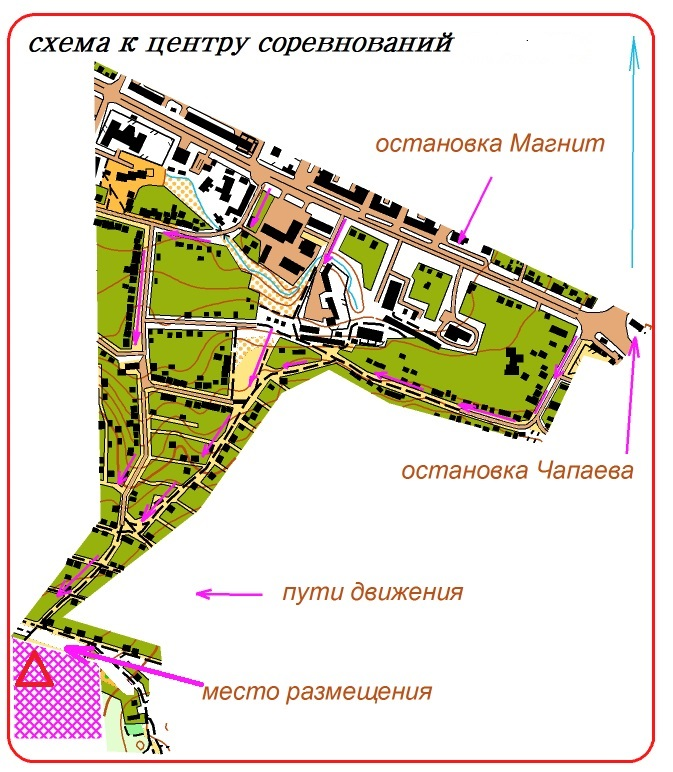 схема к центру соревнований
остановка Магнит
остановка Чапаева
пути движения
место размещения